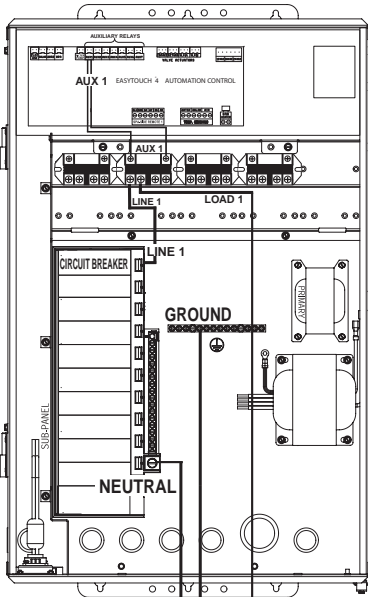 AUXILIARY RELAYS
VALVE ACTUATORS
AUX 1
EASYTOUCH 4 AUTOMATION CONTROL
AUX 1
LINE 1
LOAD 1
LINE 1
CIRCUIT BREAKER
PRIMARY
GROUND
SUB-PANEL
NEUTRAL